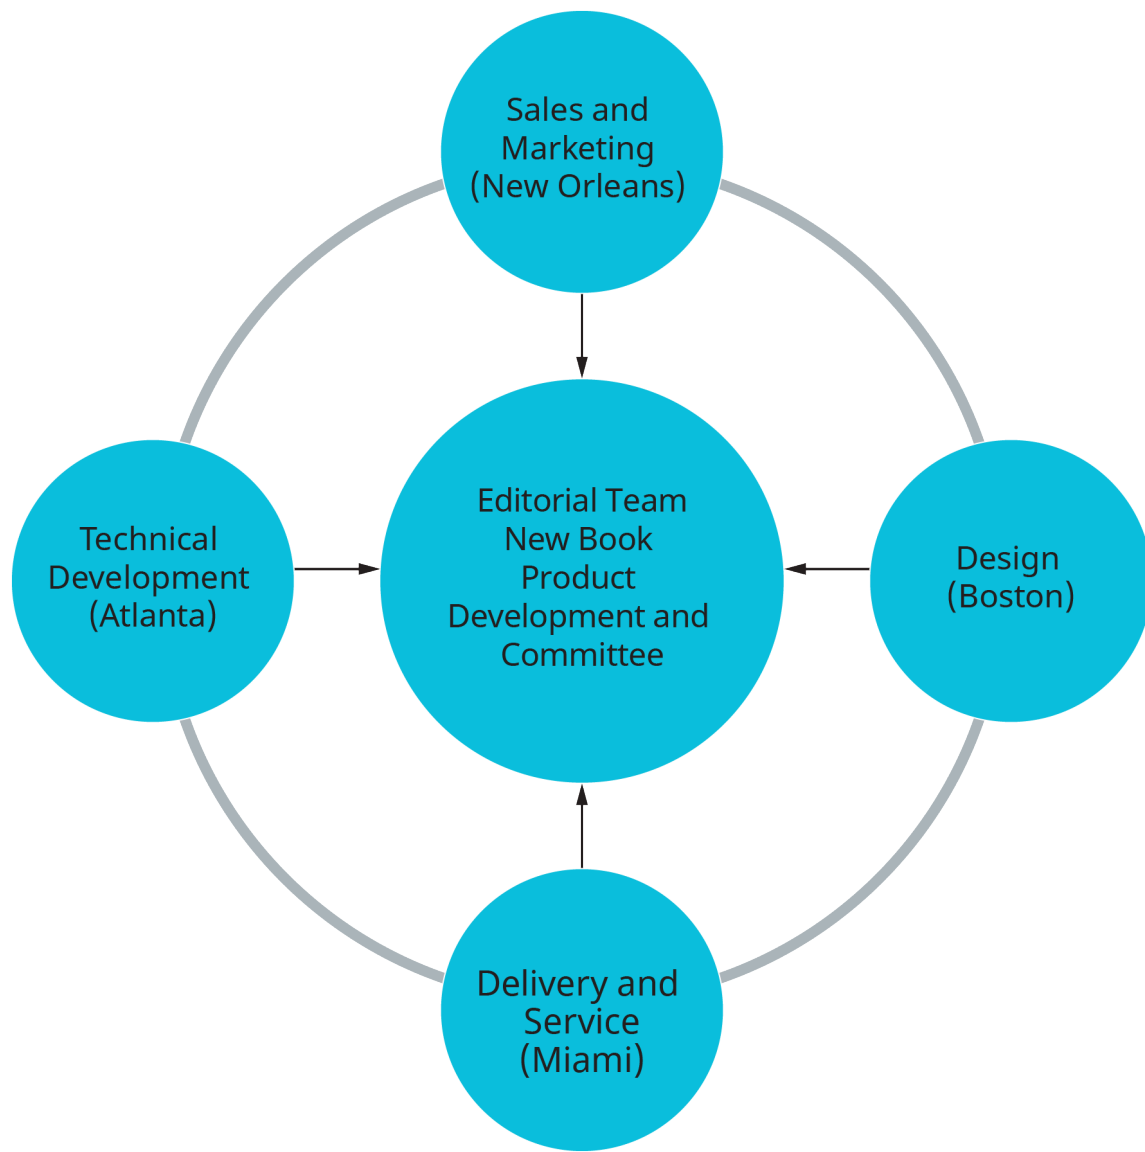 Sales and
Marketing
(New Orleans)
Technical
Development
(Atlanta)
Editorial Team
New Book
Product
Development and
Committee
Design
(Boston)
Delivery and
Service
(Miami)